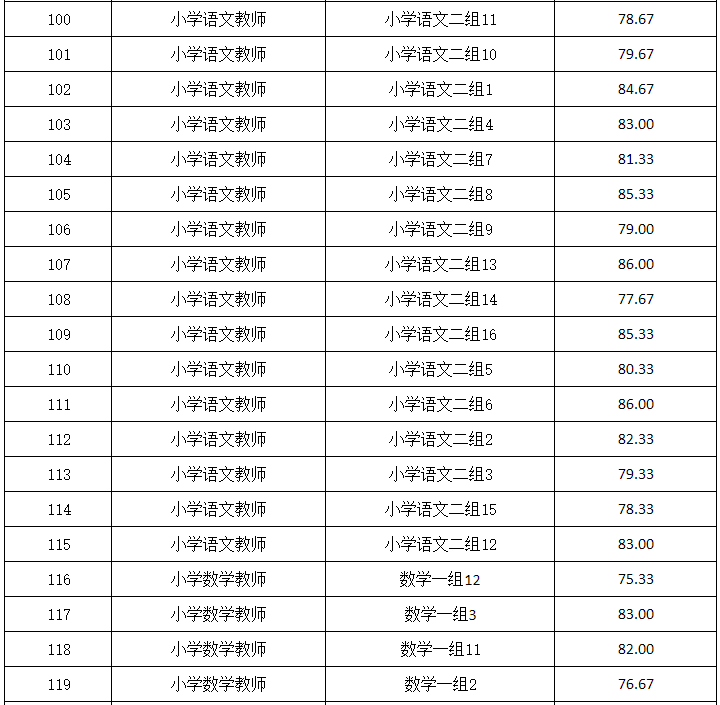 100 小学语文教师 小学语文二组11 78.67
101 小学语文教师 小学语文二组10 79.67
102 小学语文教师 小学语文二组1 84.67
103 小学语文教师 小学语文二组4 83.00
104 小学语文教师 小学语文二组7 81.33
105 小学语文教师 小学语文二组8 85.33
106 小学语文教师 小学语文二组9 79.00
107 小学语文教师 小学语文二组13 86.00
108 小学语文教师 小学语文二组14 77.67
109 小学语文教师 小学语文二组16 85.33
110 小学语文教师 小学语文二组5 80.33
111 小学语文教师 小学语文二组6 86.00
112 小学语文教师 小学语文二组2 82.33
113 小学语文教师 小学语文二组3 79.33
114 小学语文教师 小学语文二组15 78.33
115 小学语文教师 小学语文二组12 83.00
116 小学数学教师 数学一组12 75.33
117 小学数学教师 数学一组3 83.00
118 小学数学教师 数学一组11 82.00
119 小学数学教师 数学一组2 76.67